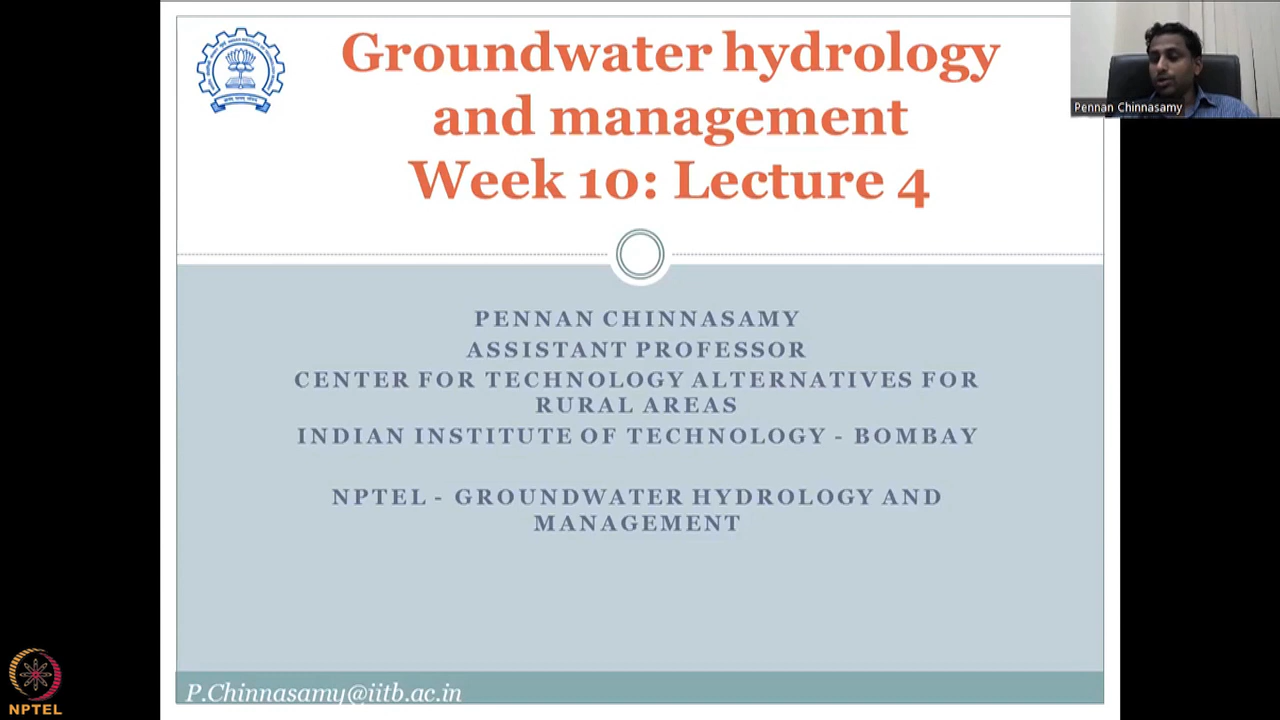 Groundwater hydrology
and management
Week 10: Lecture 4
Pennan Chinnasamy
PENNAN CHINNASAMY
ASSISTANT PROFESSOR
CENTER FOR TECHNOLOGY ALTERNATIVES FOR
RURAL AREAS
INDIAN INSTITUTE OF TECHNOLOGY - BOMBAY
NPTEL - GROUNDWATER HYDROLOGY AND
MANAGEMENT
P.Chinnasamy@iitb.ac.in
NPTEL